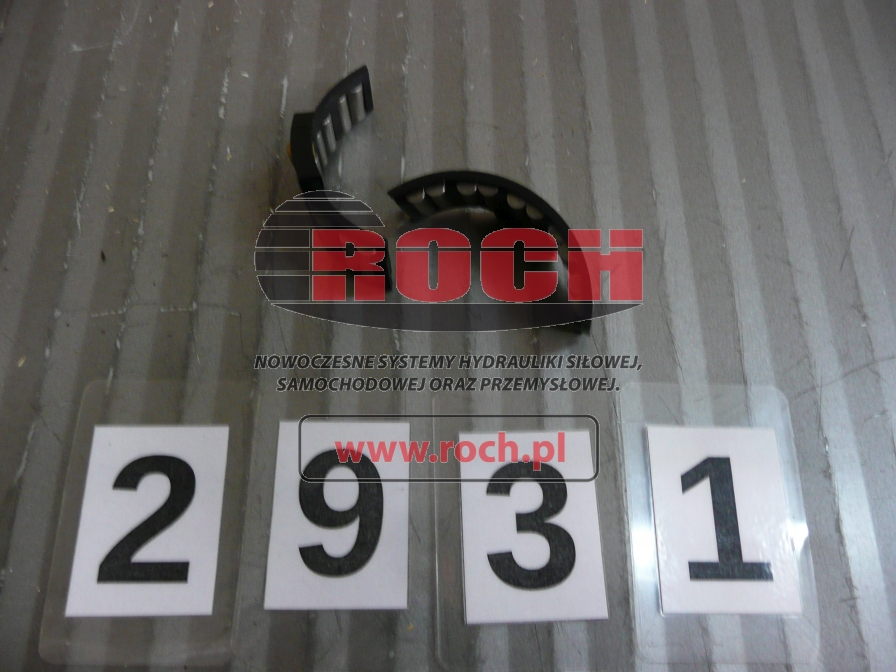 ROCH
NOWOCZESNE SYSTEMY HYDRAULIKI SIŁOWEJ,
SAMOCHODOWEJ ORAZ PRZEMYSŁOWEJ.
www.roch.pl
2 9 3 1